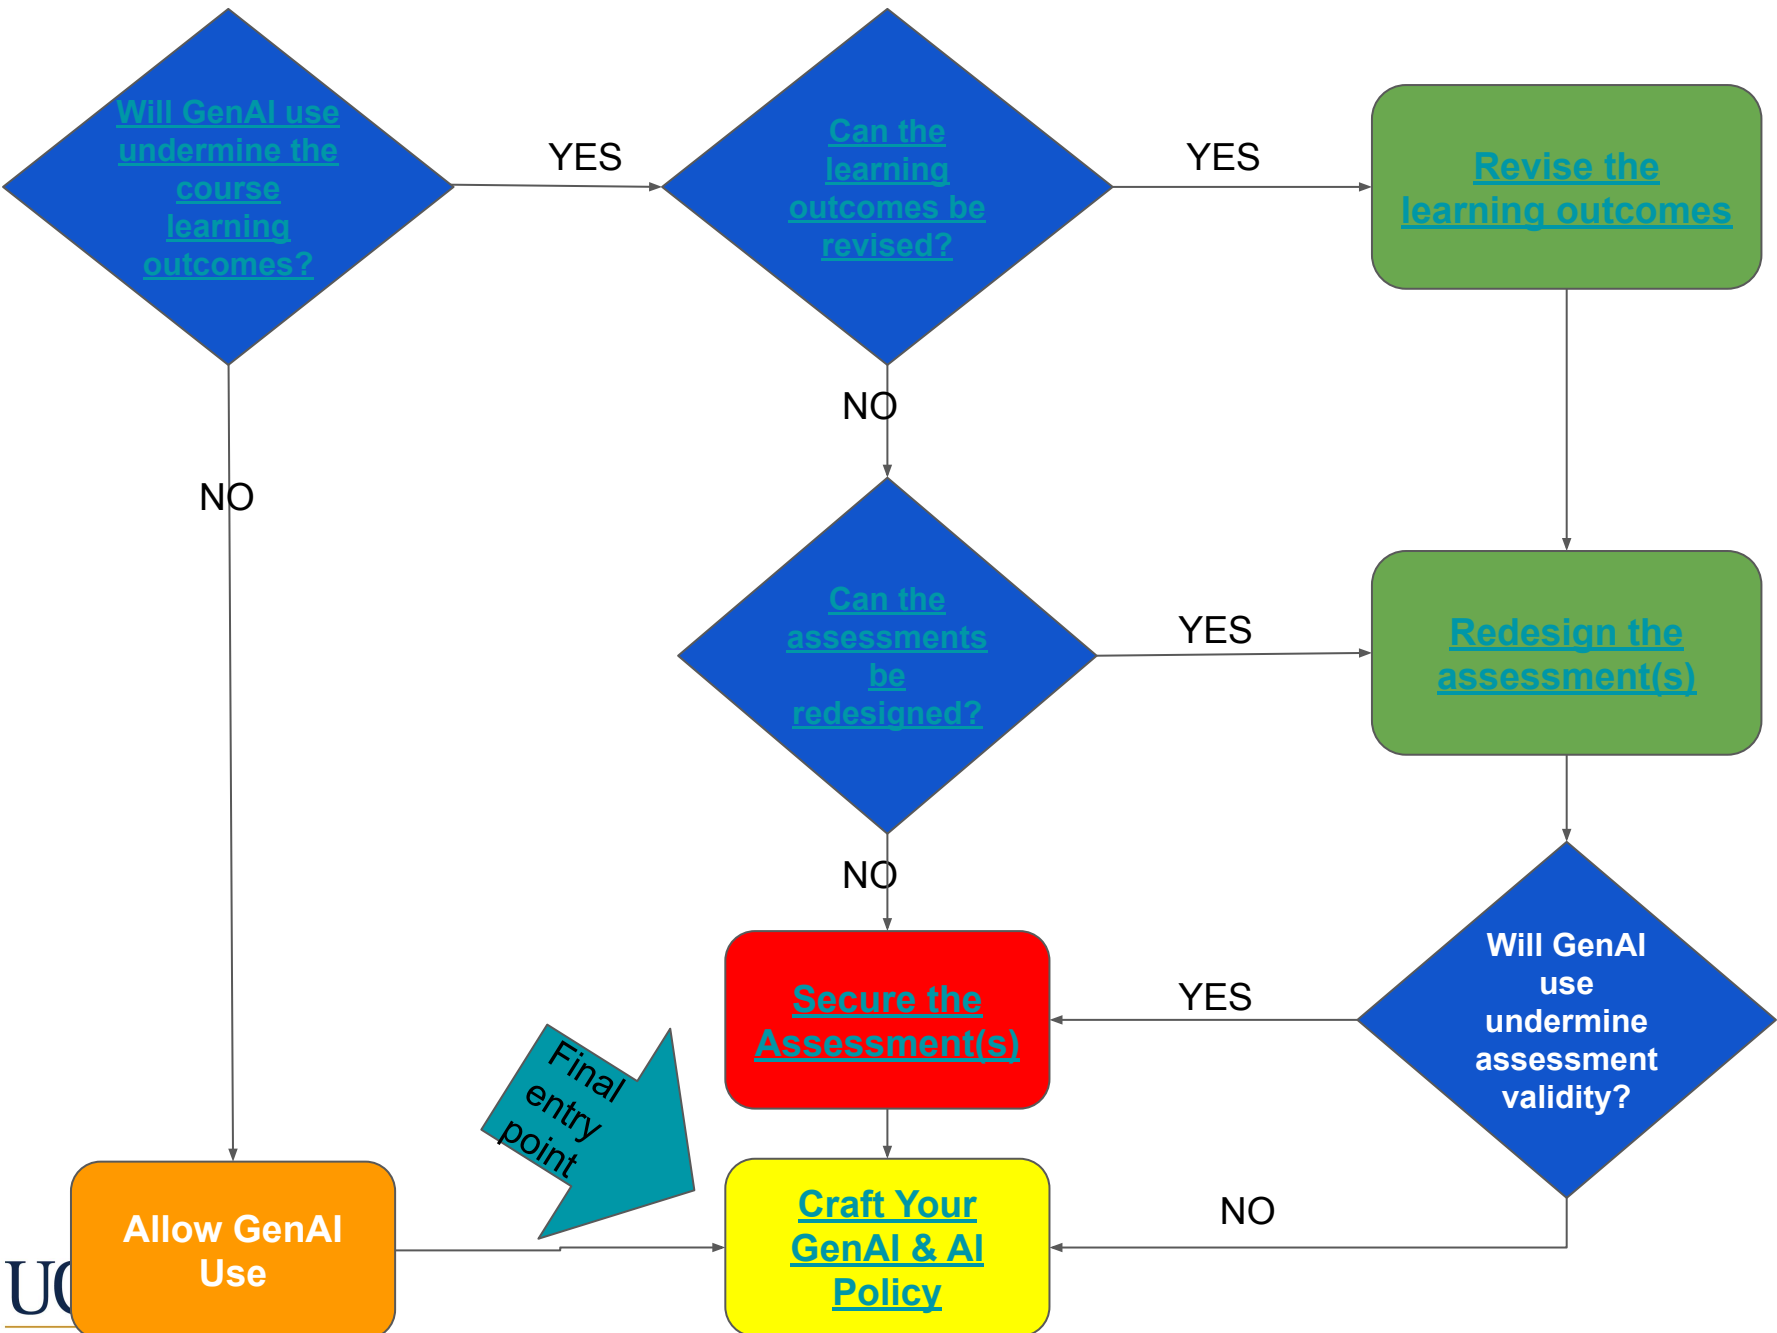 Will GenAI use
undermine the
course
learning
outcomes?
YES
Can the
learning
outcomes be
revised?
YES
Revise the
learning outcomes
NO
NO
Can the
assessments
be
redesigned?
YES
Redesign the
assessment(s)
NO
Will GenAI
use
undermine
assessment
validity?
YES
Secure the
Assessment(s)
Final
entry
point
Allow GenAI
Use
Craft Your
GenAI & AI
Policy
NO